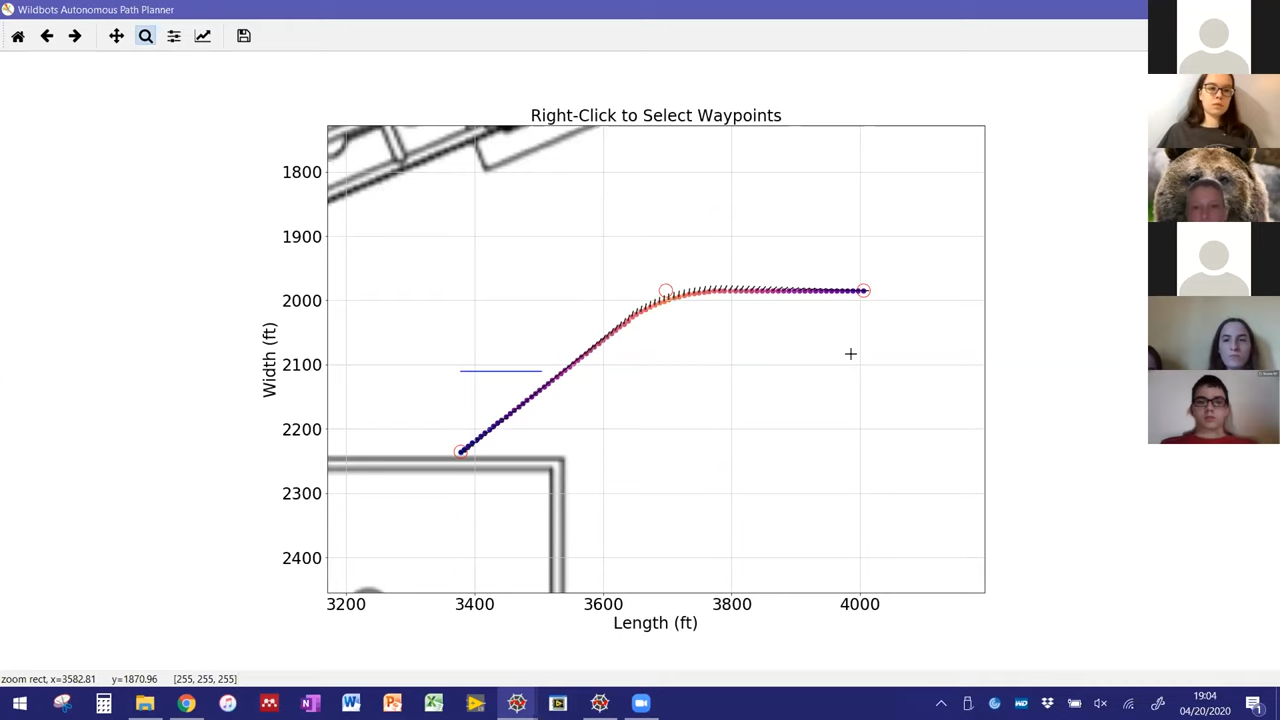 Wildbots Autonomous Path Planner
Right-Click to Select Waypoints
1800
1900
2000
2100
2200
2300
2400
Width (ft)
3200 3400 3600 3800 4000
Length (ft)
zoom rect, x=3582.81 y=1870.96 [255, 255, 255]
19:04
04/20/2020